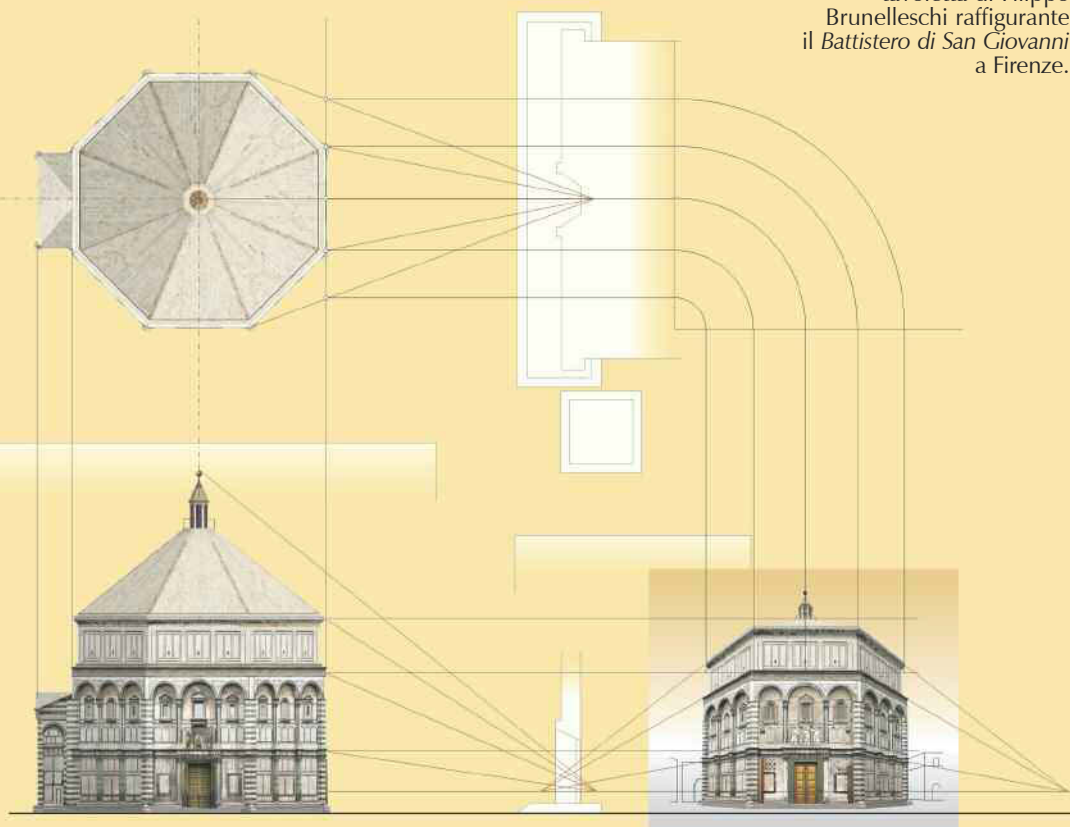 Brunelleschi raffigurante
il Battistero di San Giovanni
a Firenze.